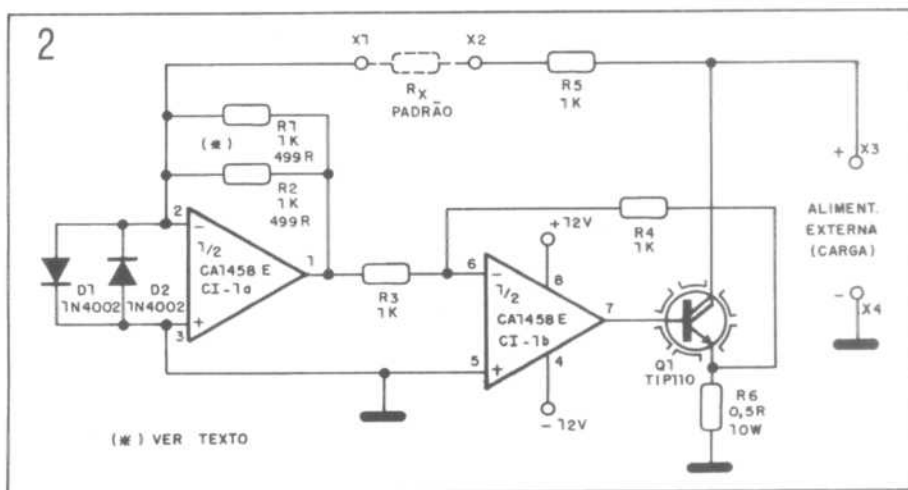 2
X1
X2
RX
PADRÃO
R5
1K
(*)
R1
1K
499R
R2
1K
499R
+
X3
ALIMENT.
EXTERNA
(CARGA)
-
X4
R4
1K
+12V
2
-
1/2
CA1458 E
CI-1a
+
3
1
D1
1N4002
D2
1N4002
R3
1K
6
-
8
1/2
CA1458E
CI-1b
7
5
+
4
-12V
Q1
TIP110
R6
0,5R
10W
(*) VER TEXTO